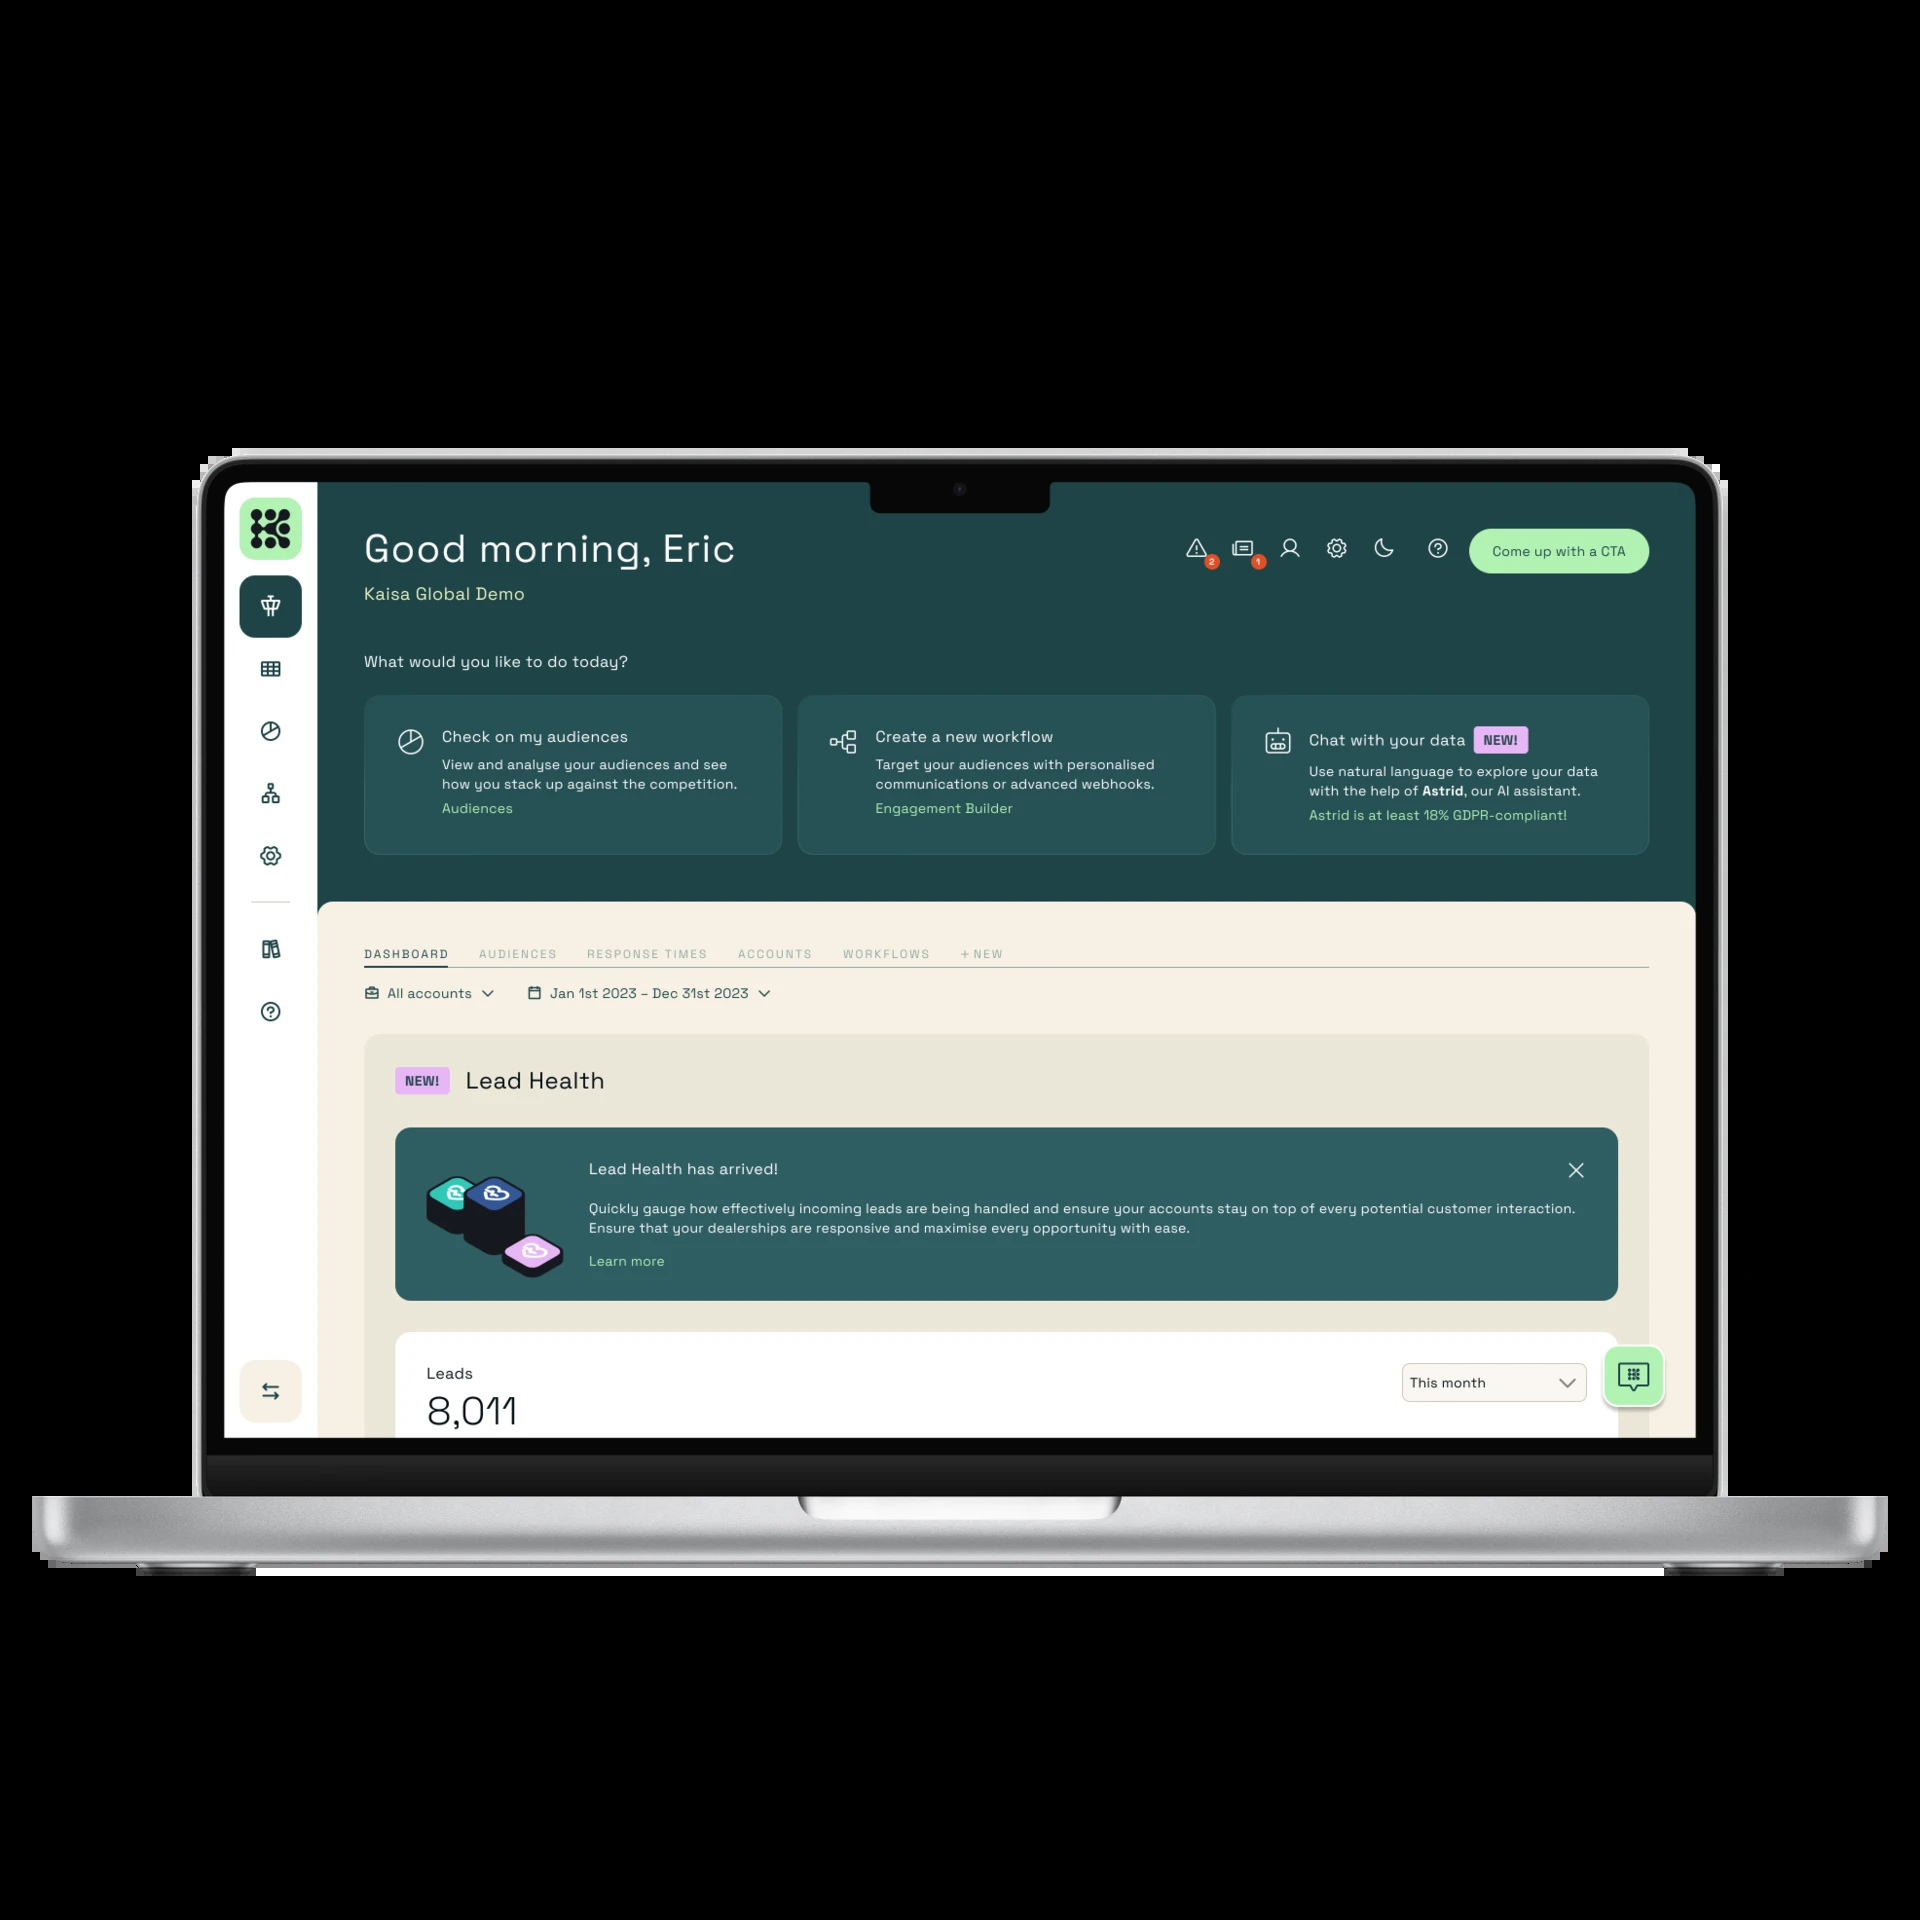 Good morning, Eric
Kaisa Global Demo
2
1
Come up with a CTA
What would you like to do today?
Check on my audiences
View and analyse your audiences and see
how you stack up against the competition.
Audiences
Create a new workflow
Target your audiences with personalised
communications or advanced webhooks.
Engagement Builder
Chat with your data NEW!
Use natural language to explore your data
with the help of Astrid, our AI assistant.
Astrid is at least 18% GDPR-compliant!
DASHBOARD AUDIENCES RESPONSE TIMES ACCOUNTS WORKFLOWS + NEW
All accounts Jan 1st 2023 – Dec 31st 2023
NEW! Lead Health
Lead Health has arrived!
Quickly gauge how effectively incoming leads are being handled and ensure your accounts stay on top of every potential customer interaction.
Ensure that your dealerships are responsive and maximise every opportunity with ease.
Learn more
Leads
8,011
This month